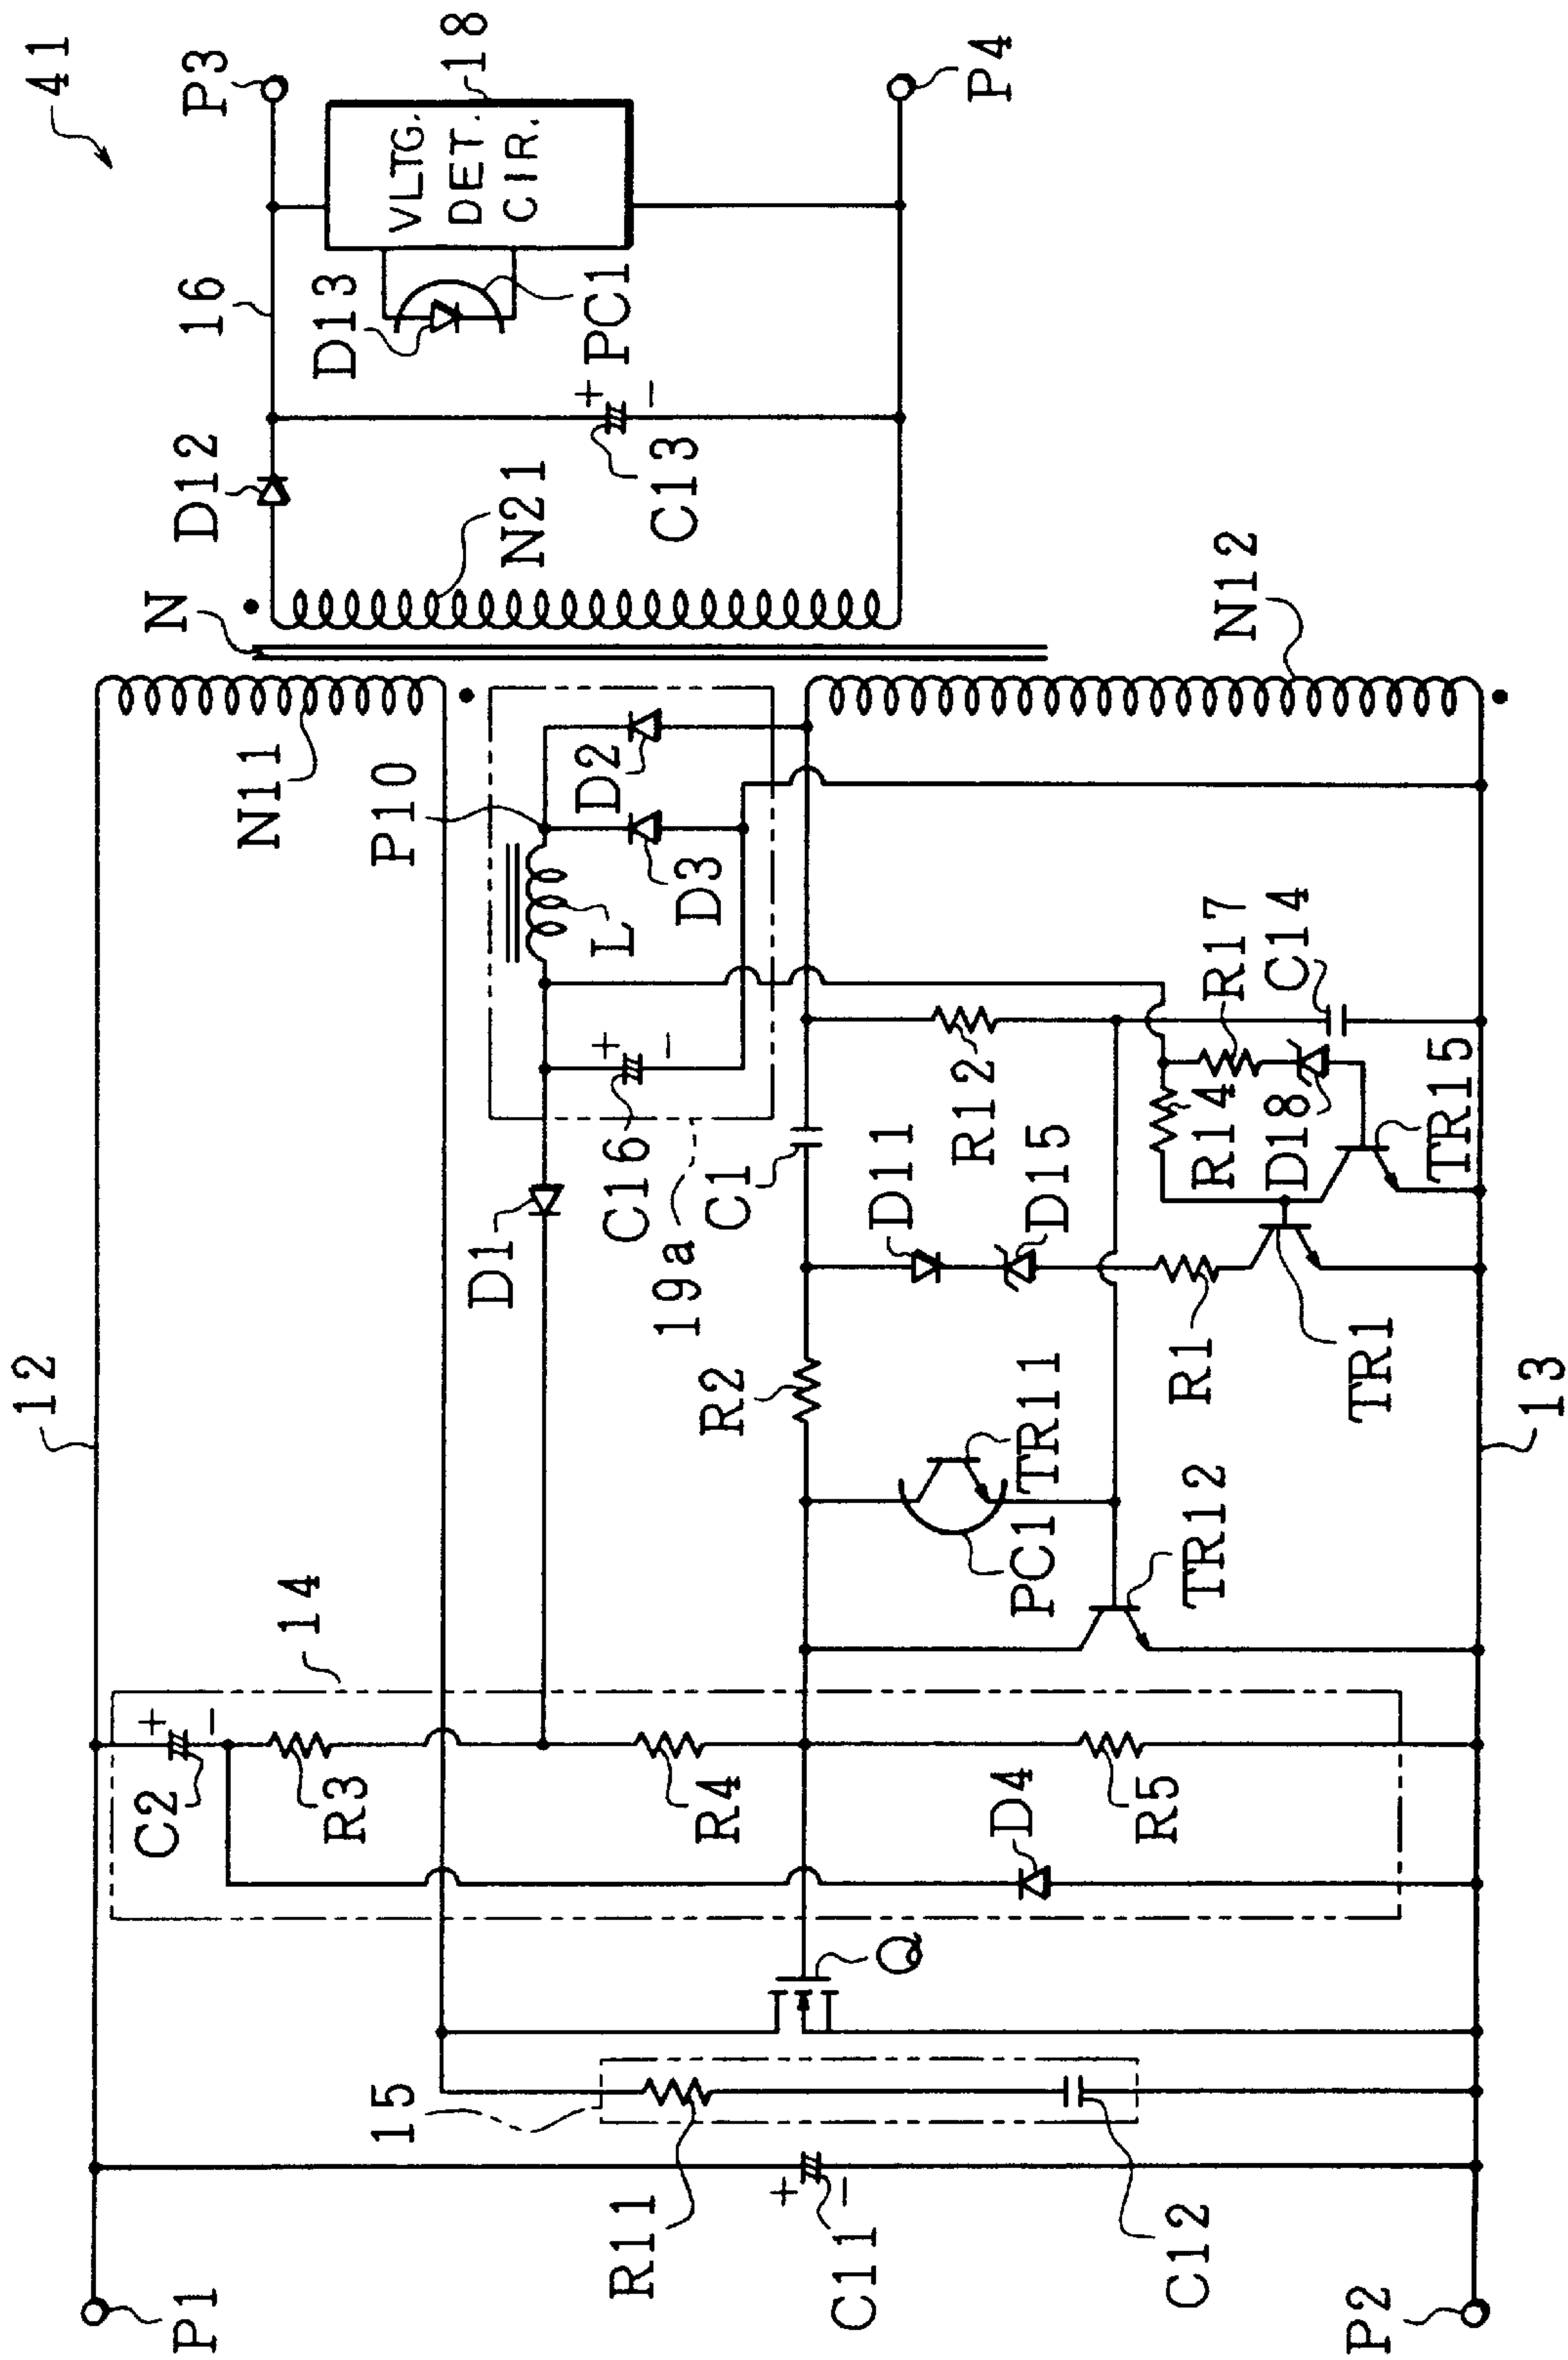 41
P3
18
P4
16
VLTG.
DET.
CIR.
D13
PC1
D12
C13
N21
N
N12
N11
P10
D2
D3
L
R17
C14
R12
C16
C1
R14
D18
TR15
D1
19a
D11
D15
12
R2
R1
TR1
13
TR11
PC1
TR12
14
C2
R3
R4
D4
R5
Q
15
R11
C11
C12
P1
P2